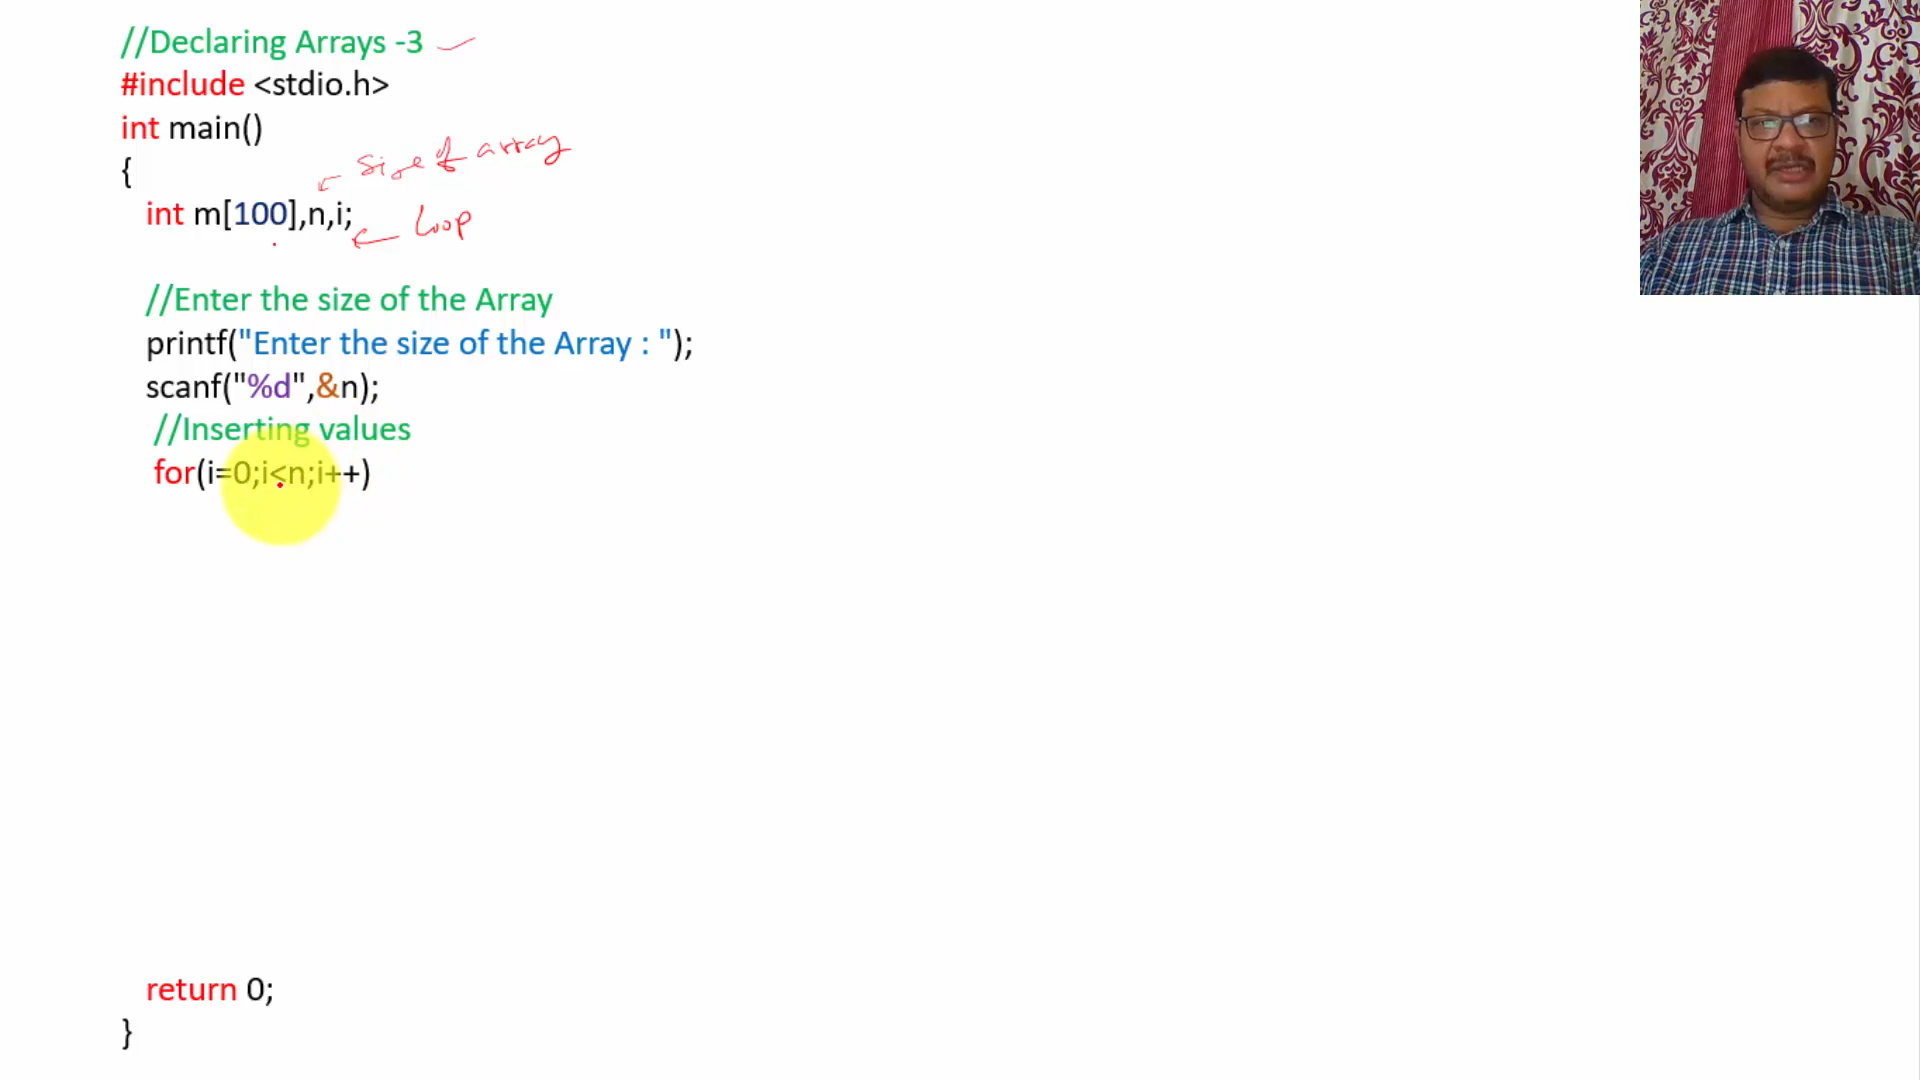 //Declaring Arrays -3
#include <stdio.h>
int main()
{
size of array
int m[100],n,i;
Loop
//Enter the size of the Array
printf("Enter the size of the Array : ");
scanf("%d",&n);
//Inserting values
for(i=0;i<n;i++)
return 0;
}